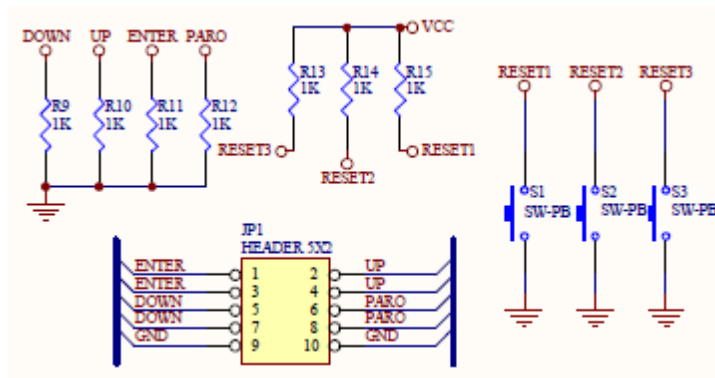 DOWN UP ENTER PARO
R9 1K
R10 1K
R11 1K
R12 1K
VCC
R13 1K
R14 1K
R15 1K
RESET3
RESET2
RESET1
RESET1 RESET2 RESET3
S1 SW-PB
S2 SW-PB
S3 SW-PB
JP1
HEADER 5X2
ENTER 1 2 UP
ENTER 3 4 UP
DOWN 5 6 PARO
DOWN 7 8 PARO
GND 9 10 GND